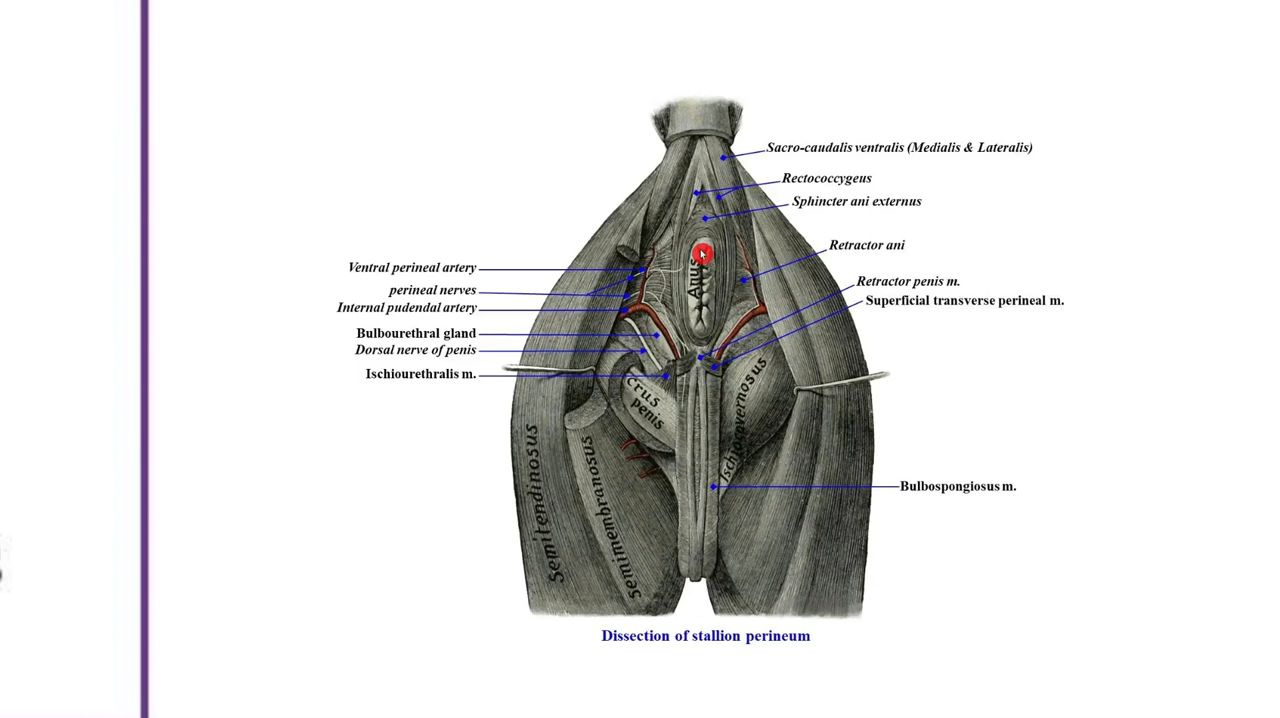 Sacro-caudalis ventralis (Medialis & Lateralis)
Rectococcygeus
Sphincter ani externus
Retractor ani
Ventral perineal artery
Retractor penis m.
perineal nerves
Superficial transverse perineal m.
Internal pudendal artery
Bulbourethral gland
Dorsal nerve of penis
Ischiourethralis m.
Anus
crus
penis
Ischiocavernosus
Semitendinosus
semimembranosus
Bulbospongiosus m.
Dissection of stallion perineum